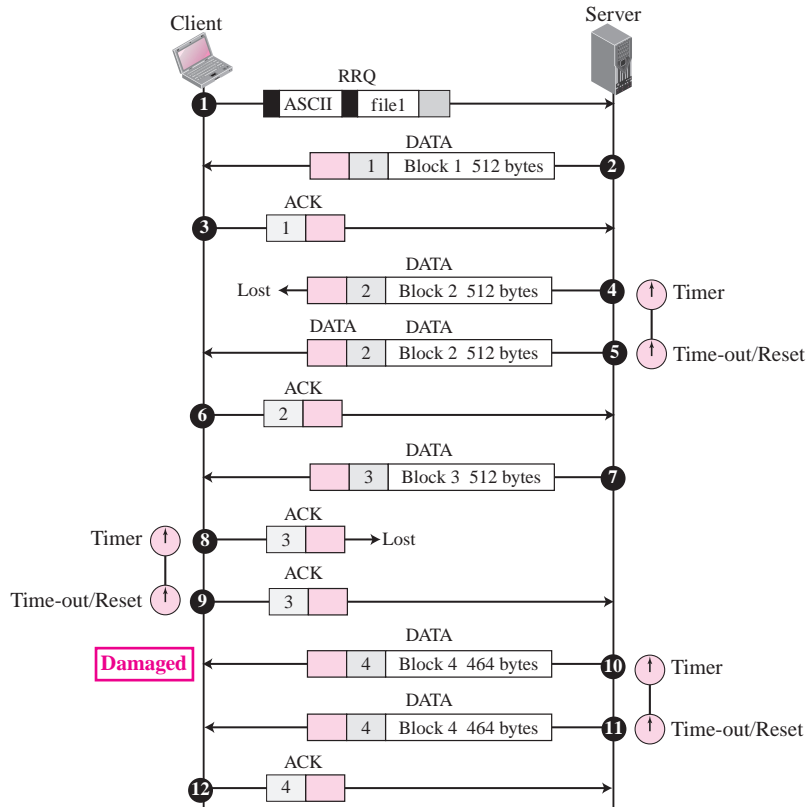 Client
Server
RRQ
1 ASCII file1
DATA
1 Block 1 512 bytes 2
ACK
3 1
DATA
Lost 2 Block 2 512 bytes 4 Timer
DATA DATA
2 Block 2 512 bytes 5 Time-out/Reset
ACK
6 2
DATA
3 Block 3 512 bytes 7
ACK
Timer 8 3 Lost
ACK
Time-out/Reset 9 3
DATA
Damaged 4 Block 4 464 bytes 10 Timer
DATA
4 Block 4 464 bytes 11 Time-out/Reset
ACK
12 4